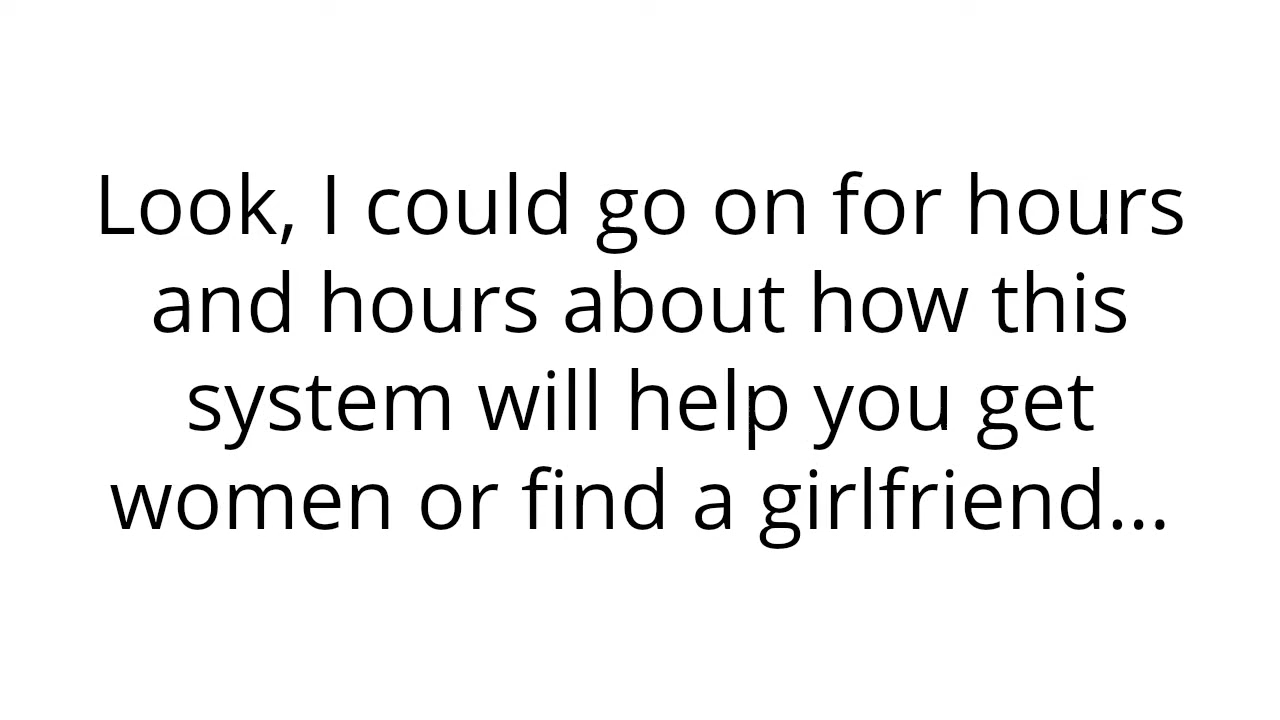 Look, I could go on for hours
and hours about how this
system will help you get
women or find a girlfriend...